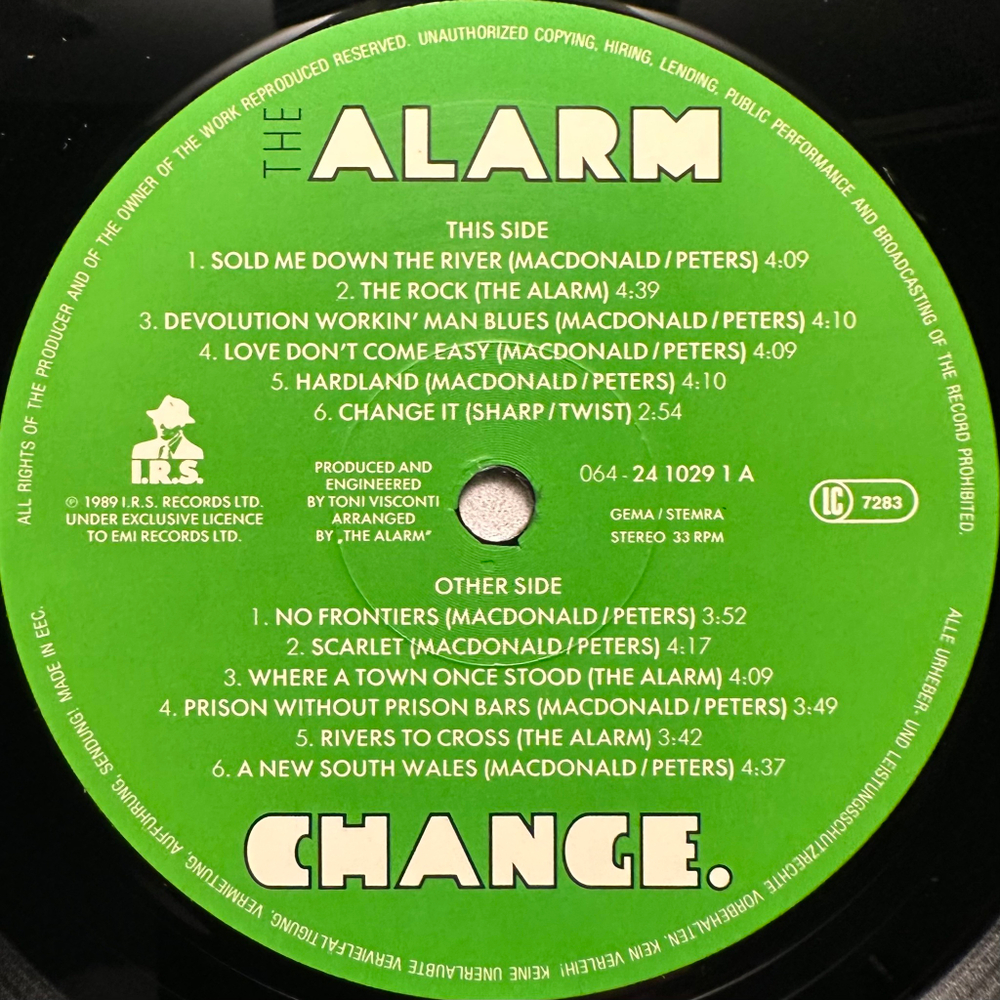 ALL RIGHTS OF THE PRODUCER AND OF THE OWNER OF THE WORK REPRODUCED RESERVED. UNAUTHORIZED COPYING, HIRING, LENDING, PUBLIC PERFORMANCE AND BROADCASTING OF THE RECORD PROHIBITED.
THE ALARM
THIS SIDE
1. SOLD ME DOWN THE RIVER (MACDONALD / PETERS) 4:09
2. THE ROCK (THE ALARM) 4:39
3. DEVOLUTION WORKIN' MAN BLUES (MACDONALD / PETERS) 4:10
4. LOVE DON'T COME EASY (MACDONALD / PETERS) 4:09
5. HARDLAND (MACDONALD / PETERS) 4:10
6. CHANGE IT (SHARP / TWIST) 2:54
I.R.S.
℗ 1989 I.R.S. RECORDS LTD.
UNDER EXCLUSIVE LICENCE
TO EMI RECORDS LTD.
PRODUCED AND
ENGINEERED
BY TONI VISCONTI
ARRANGED
BY „THE ALARM"
064 - 24 1029 1 A
GEMA / STEMRA
STEREO 33 RPM
LC 7283
OTHER SIDE
1. NO FRONTIERS (MACDONALD / PETERS) 3:52
2. SCARLET (MACDONALD / PETERS) 4:17
3. WHERE A TOWN ONCE STOOD (THE ALARM) 4:09
4. PRISON WITHOUT PRISON BARS (MACDONALD / PETERS) 3:49
5. RIVERS TO CROSS (THE ALARM) 3:42
6. A NEW SOUTH WALES (MACDONALD / PETERS) 4:37
CHANGE.
ALLE URHEBER- UND LEISTUNGSSCHUTZRECHTE VORBEHALTEN. KEIN VERLEIH! KEINE UNERLAUBTE VERVIELFÄLTIGUNG, VERMIETUNG, AUFFÜHRUNG, SENDUNG! MADE IN EEC.